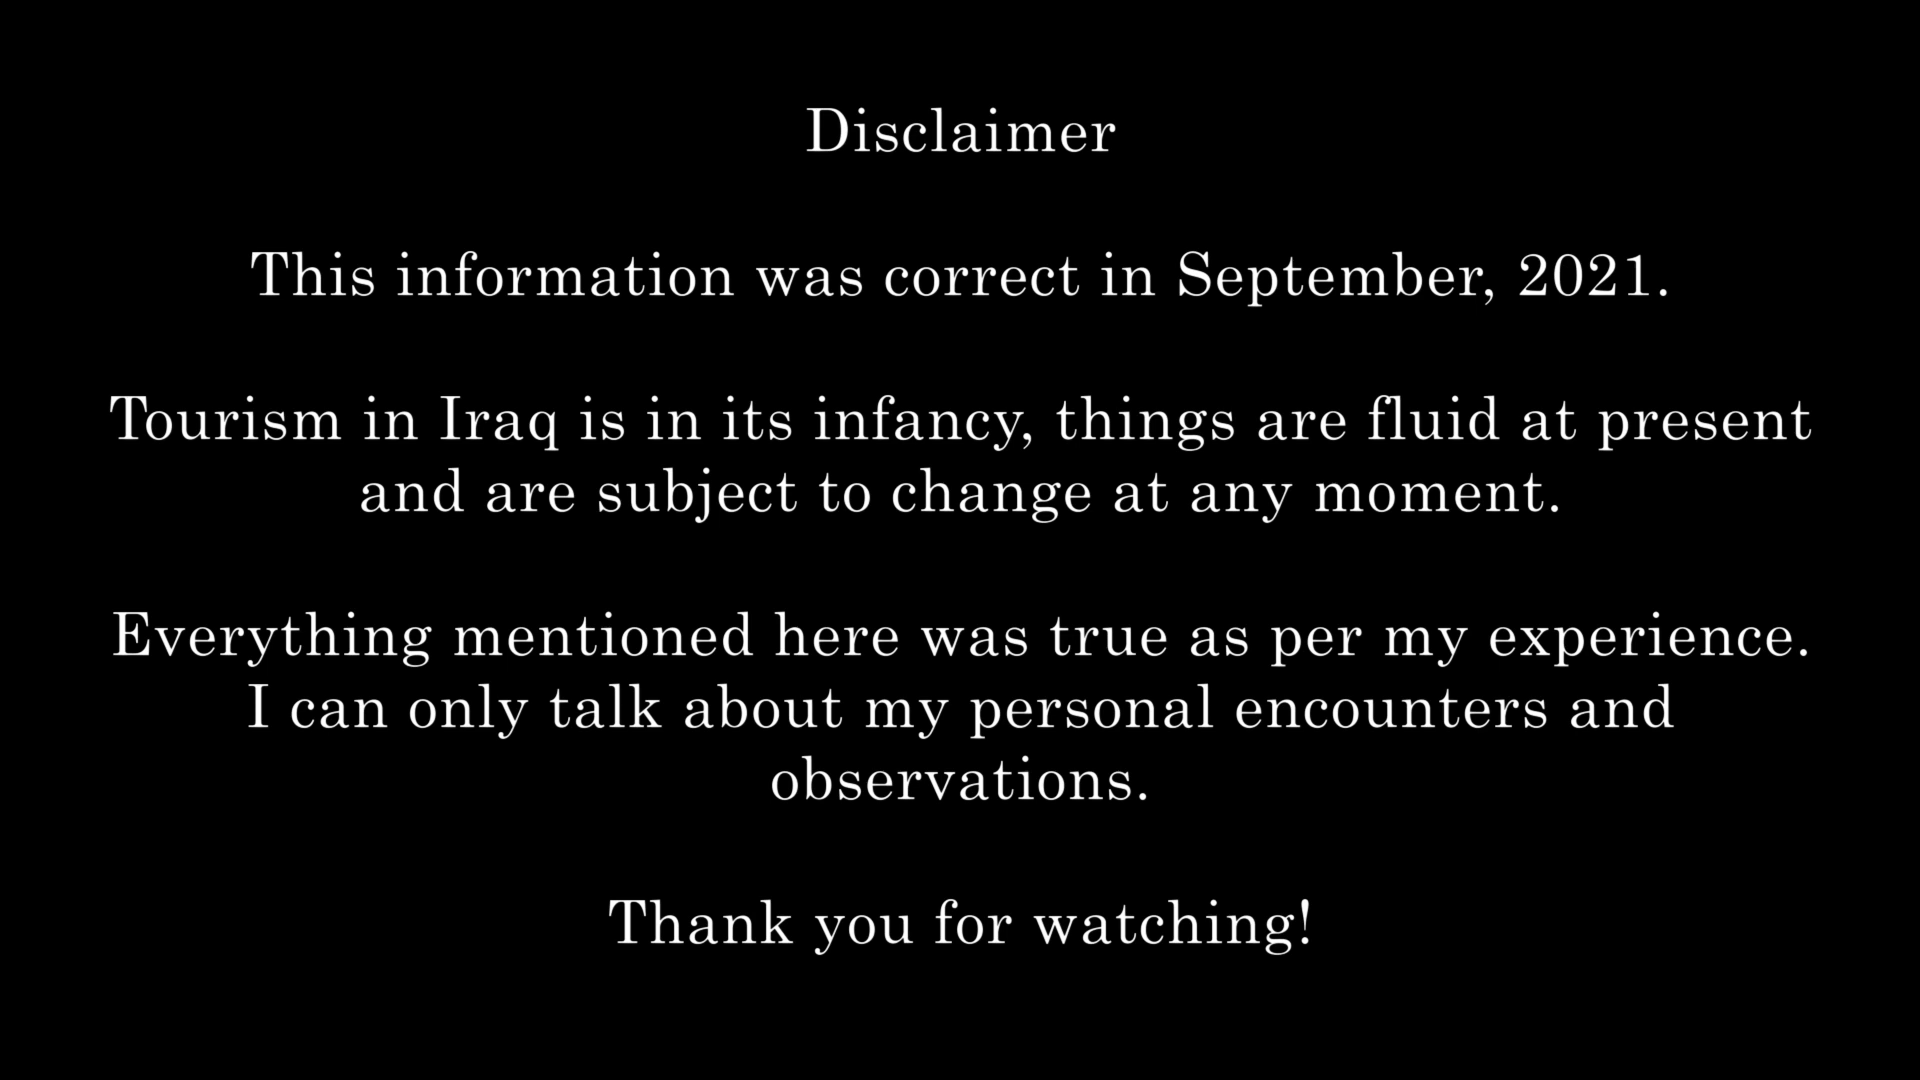 Disclaimer
This information was correct in September, 2021.
Tourism in Iraq is in its infancy, things are fluid at present
and are subject to change at any moment.
Everything mentioned here was true as per my experience.
I can only talk about my personal encounters and
observations.
Thank you for watching!